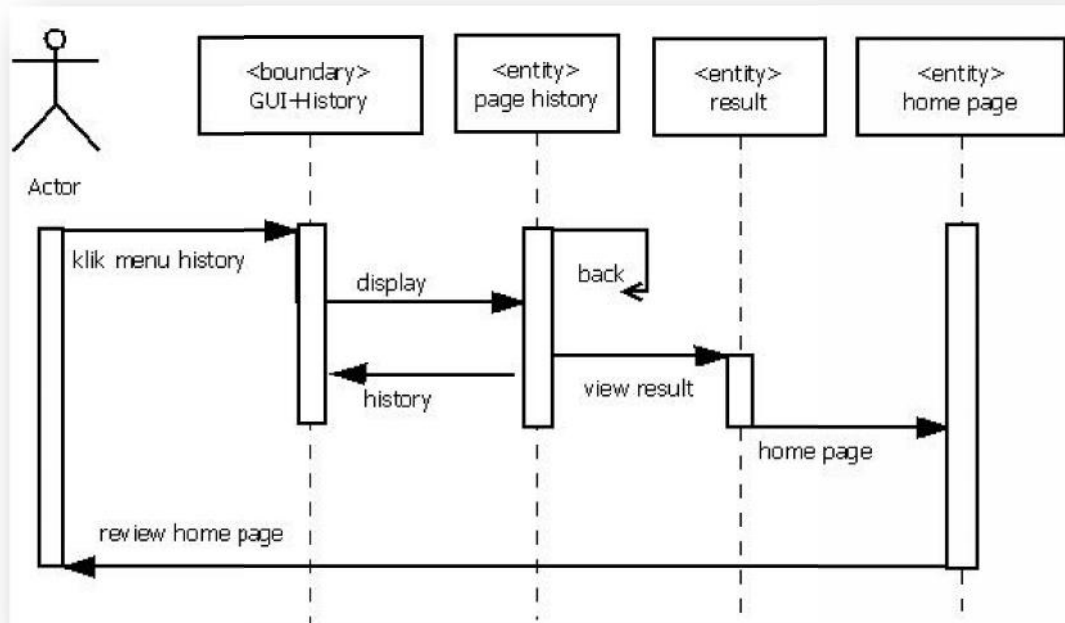 <boundary>
GUI-History
<entity>
page history
<entity>
result
<entity>
home page
Actor
klik menu history
display
back
history
view result
home page
review home page